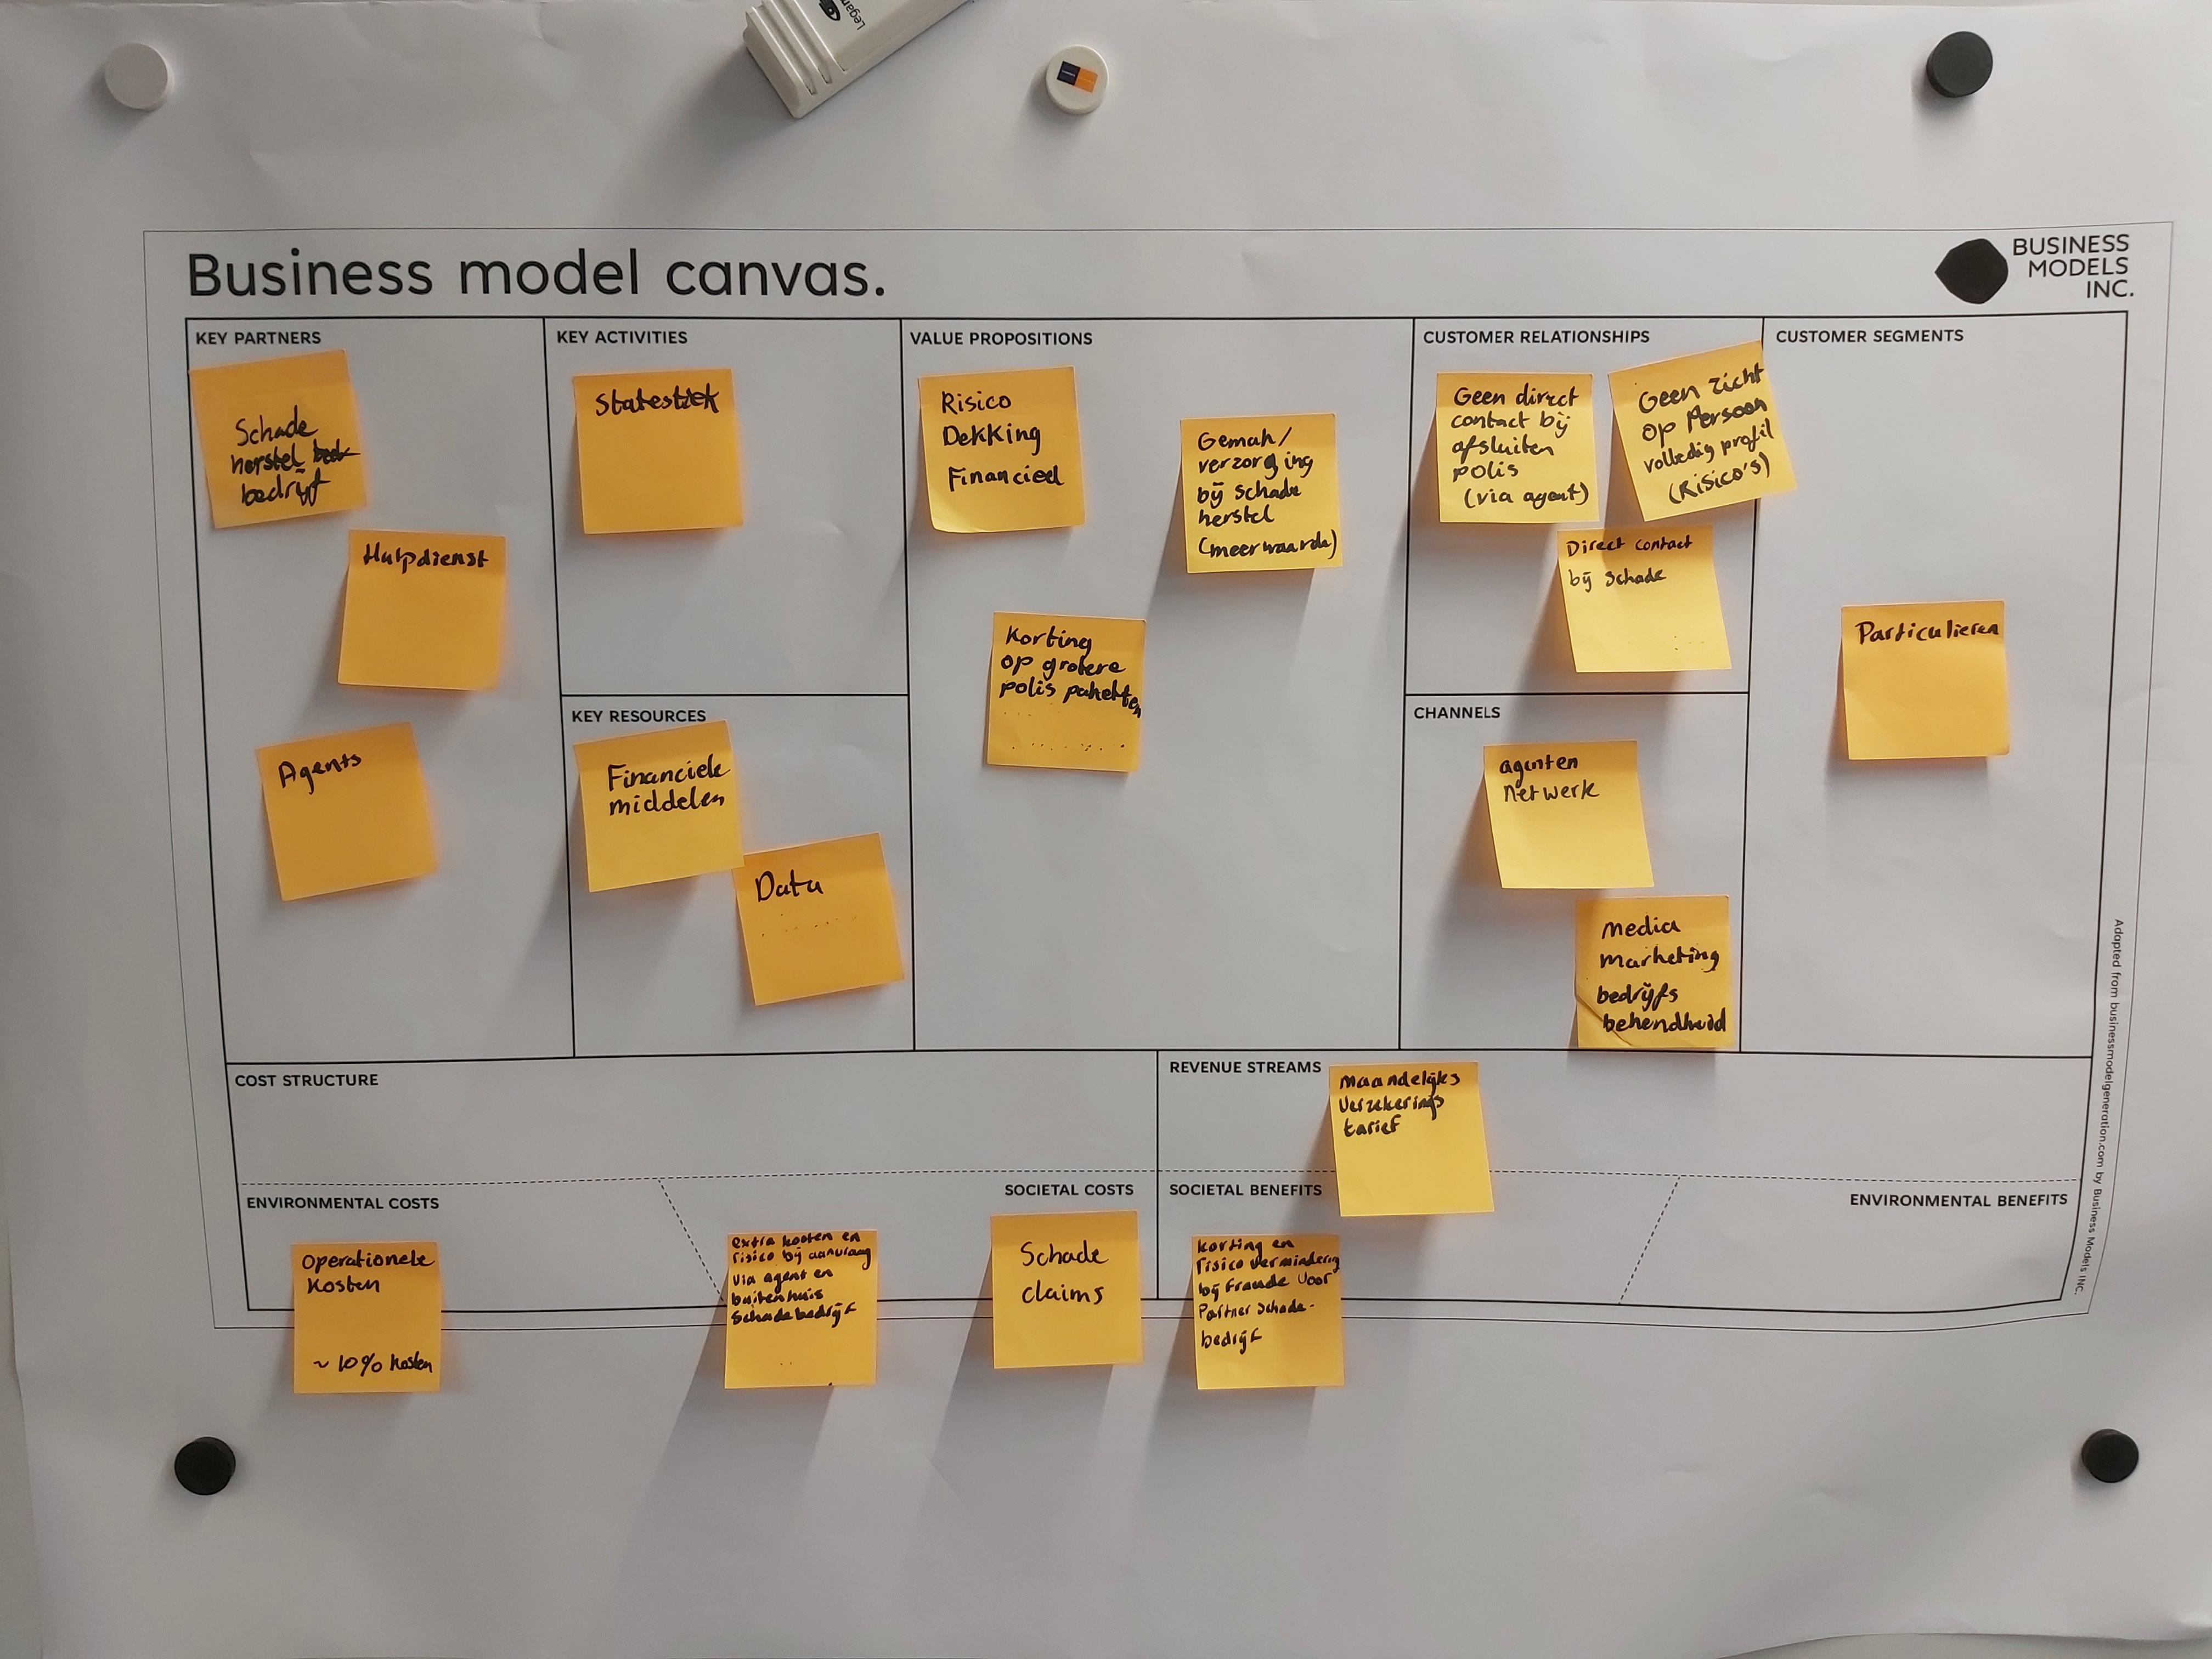 Legam
Business model canvas.
BUSINESS
MODELS
INC.
KEY PARTNERS
Schade
herstel
bedrijf
Hulpdienst
Agents
KEY ACTIVITIES
Statestiek
KEY RESOURCES
Financiele
middelen
Data
VALUE PROPOSITIONS
Risico
Dekking
Financieel
Gemak/
verzorging
bij schade
herstel
(meerwaarde)
Korting
op grotere
polis paketten
CUSTOMER RELATIONSHIPS
Geen direct
contact bij
afsluiten
polis
(via agent)
Geen zicht
op Persoon
volledig profil
(Risico's)
Direct contact
bij schade
CHANNELS
agenten
netwerk
media
marketing
bedrijfs
bekendheid
CUSTOMER SEGMENTS
Particulieren
COST STRUCTURE
REVENUE STREAMS
maandelijks
verzekerings
tarief
ENVIRONMENTAL COSTS
Operationele
kosten
~ 10% kosten
SOCIETAL COSTS
extra kosten en
risico bij aanvraag
via agent en
buitenhuis
Schadebedrijf
Schade
claims
SOCIETAL BENEFITS
korting en
risico vermindering
bij fraude voor
Partner schade-
bedrijf
ENVIRONMENTAL BENEFITS
Adapted from businessmodelgeneration.com by Business Models INC.